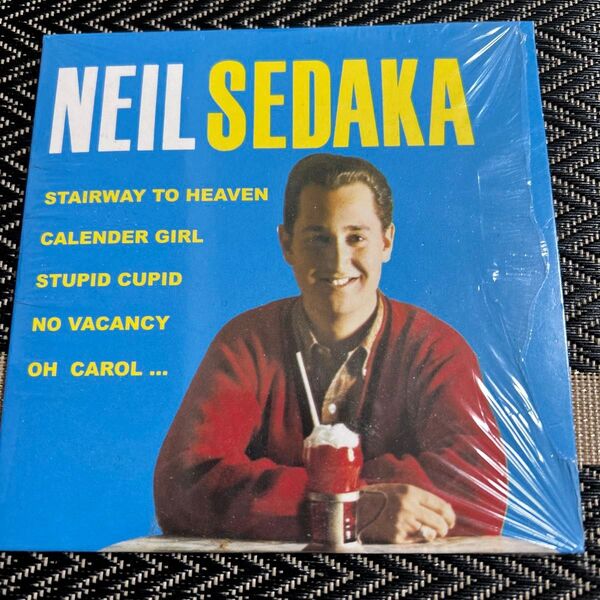 NEIL SEDAKA
STAIRWAY TO HEAVEN
CALENDER GIRL
STUPID CUPID
NO VACANCY
OH CAROL ...